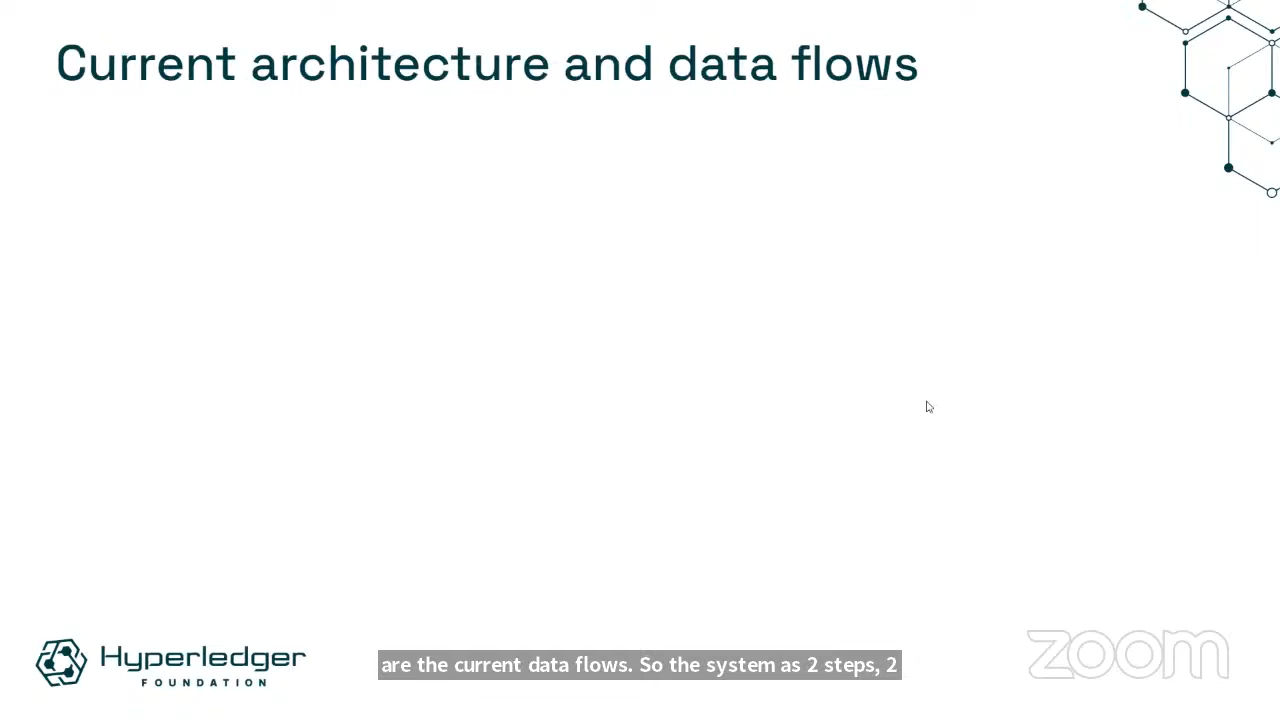 Current architecture and data flows
Hyperledger
FOUNDATION
are the current data flows. So the system as 2 steps, 2
zoom